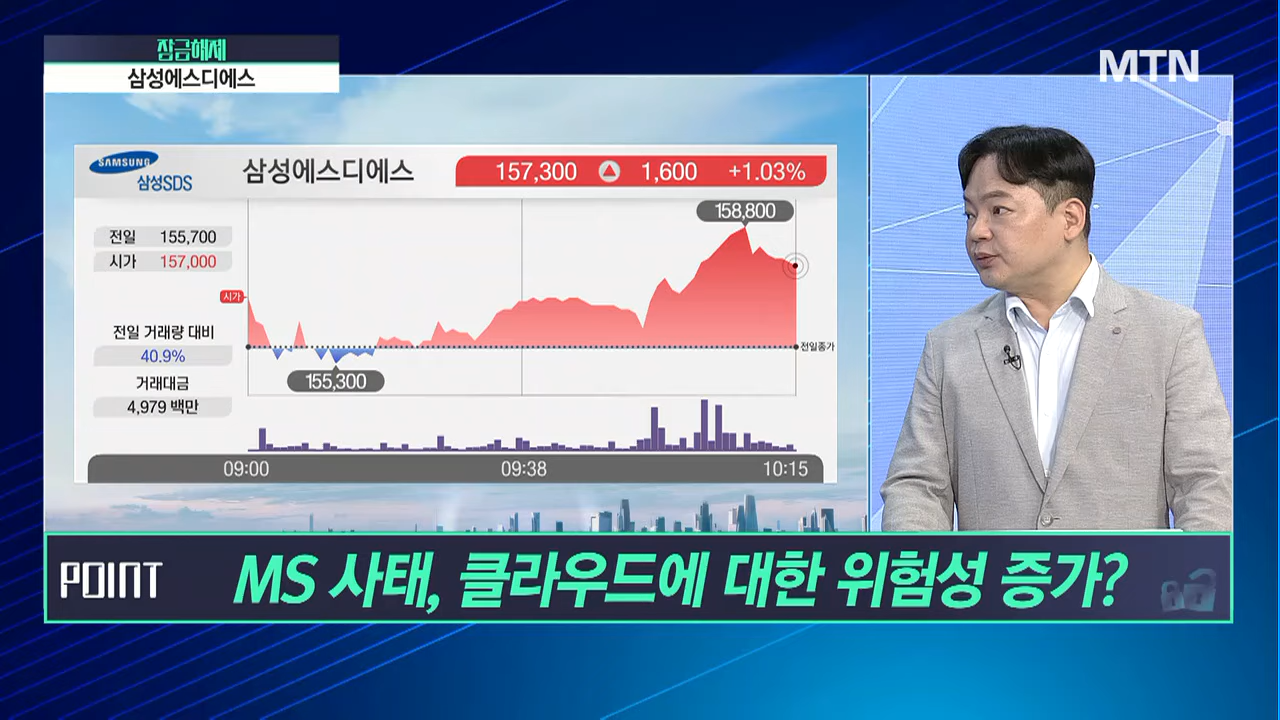 잠금해제
삼성에스디에스
MTN
SAMSUNG
삼성SDS
삼성에스디에스
157,300 ▲ 1,600 +1.03%
158,800
전일 155,700
시가 157,000
시가
전일 거래량 대비
40.9%
전일종가
거래대금
155,300
4,979 백만
09:00 09:38 10:15
POINT
MS 사태, 클라우드에 대한 위험성 증가?